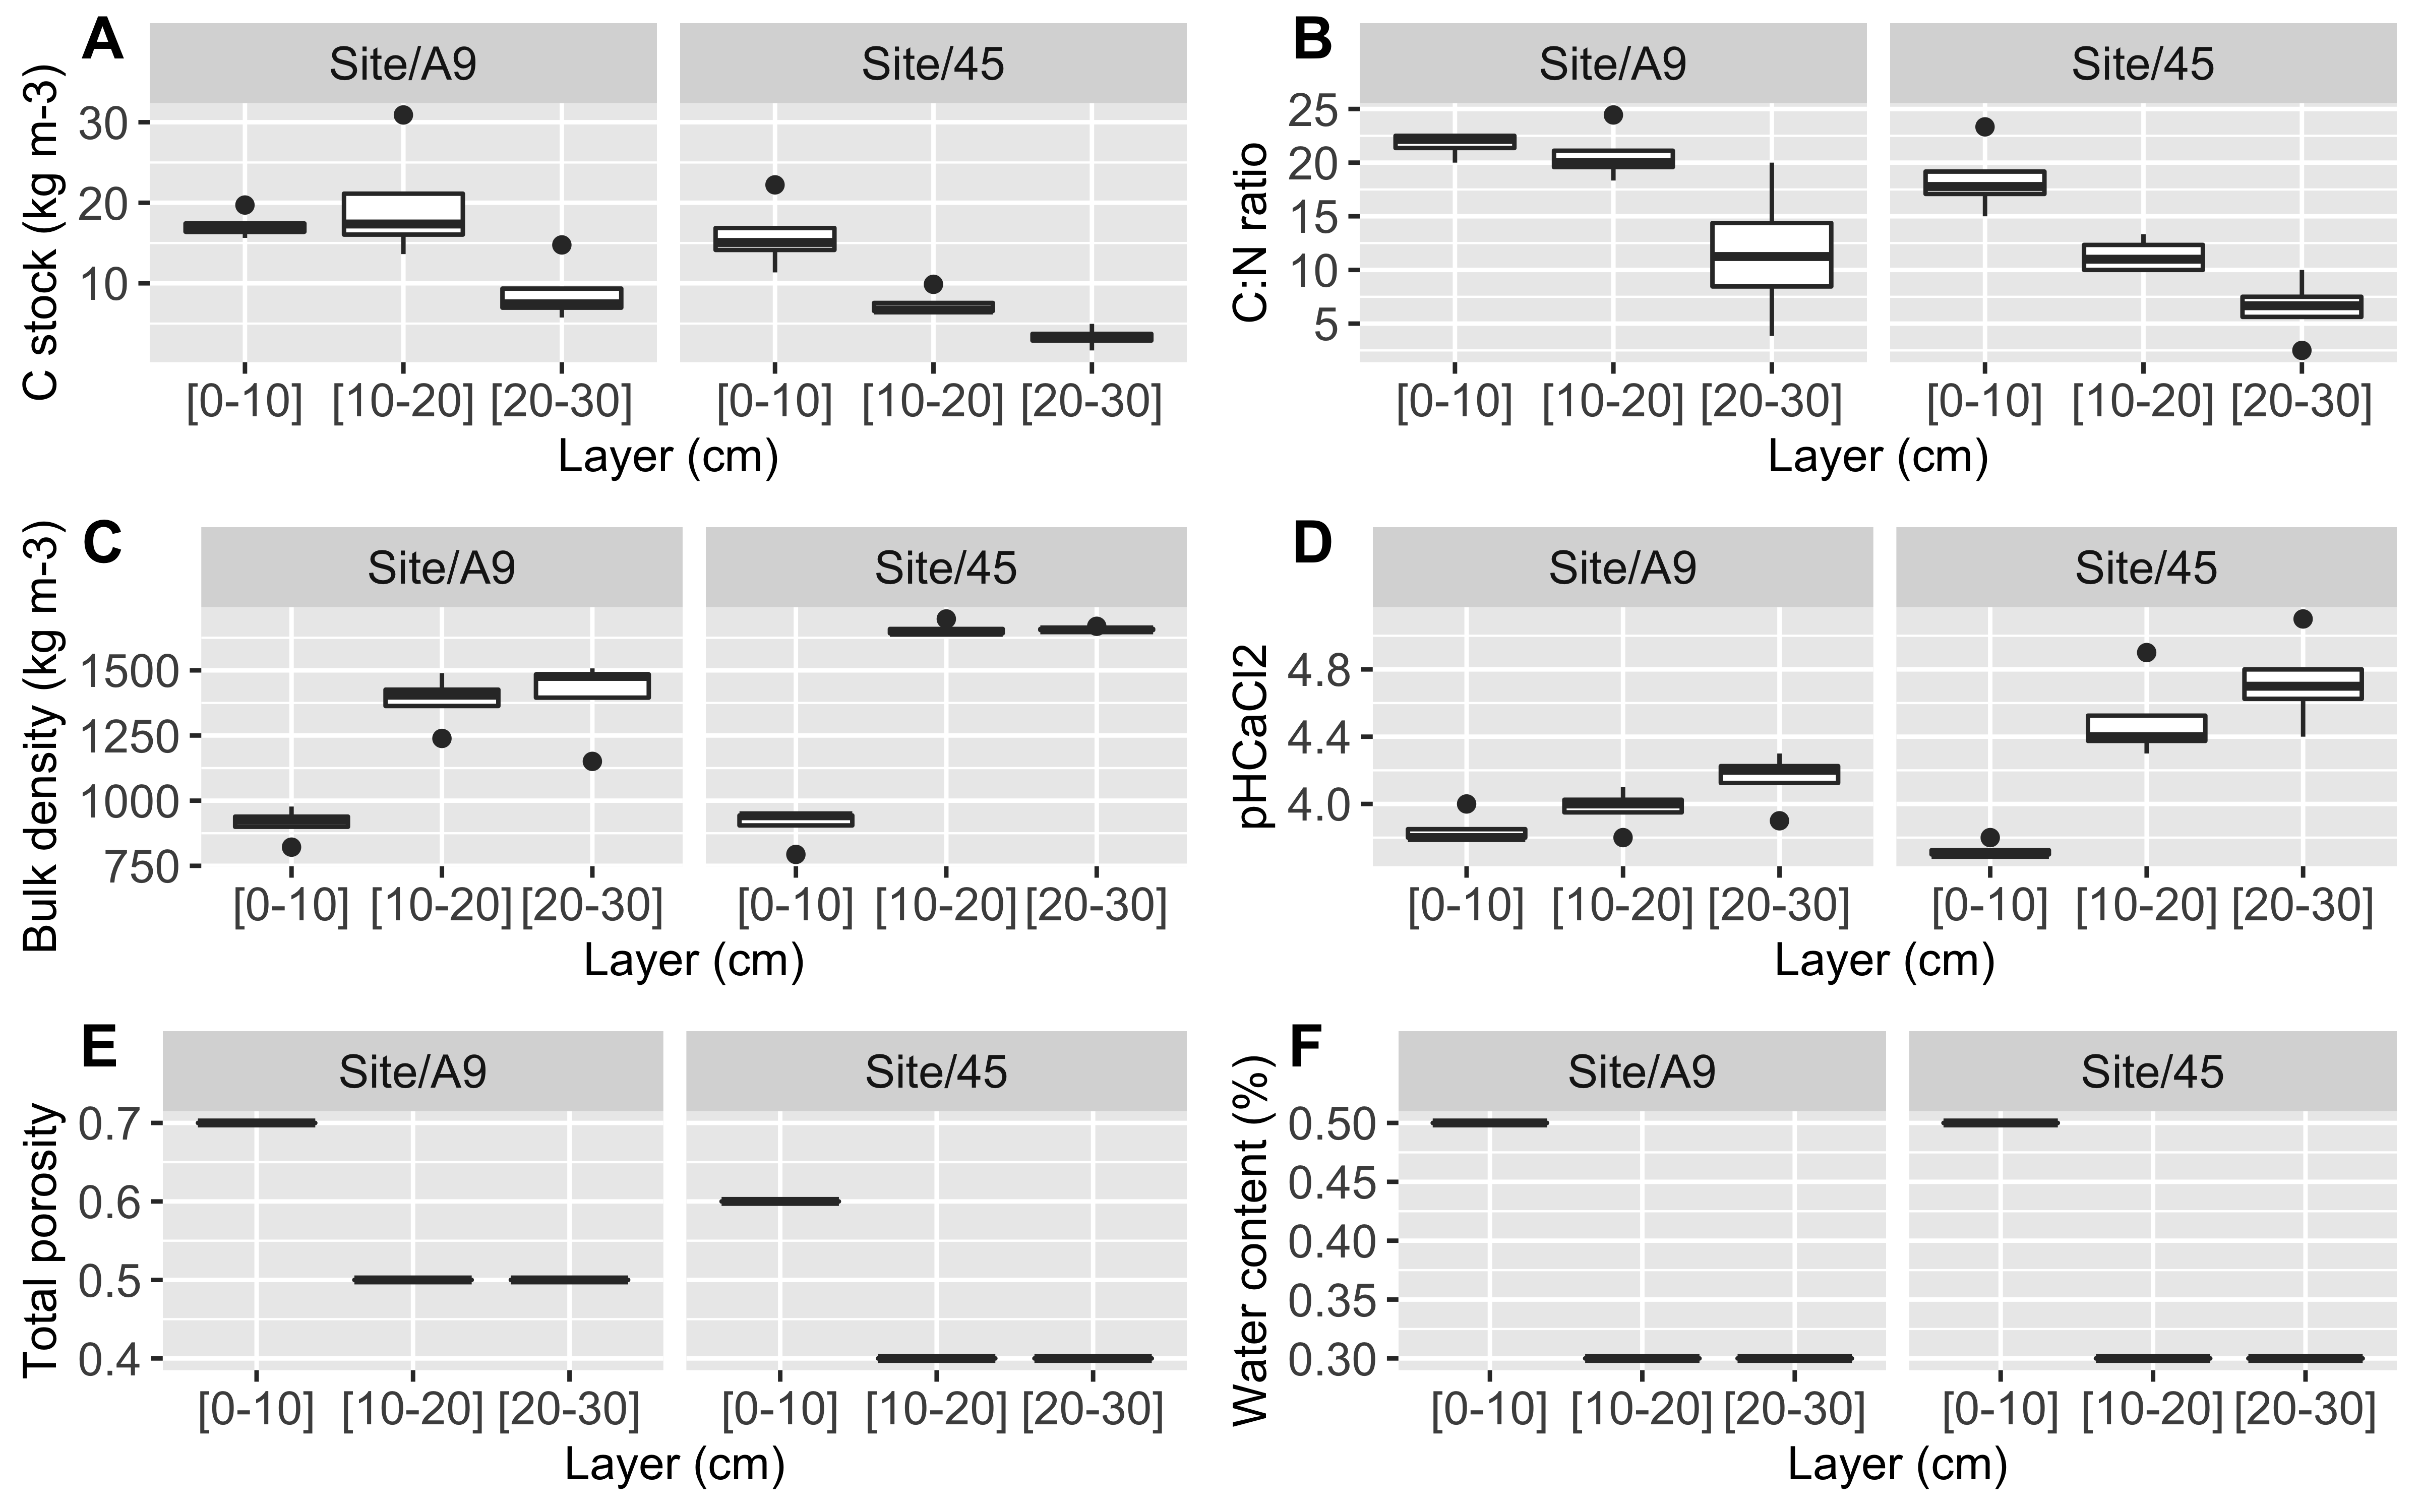 A
Site/A9
Site/45
C stock (kg m-3)
30
20
10
[0-10]
[10-20]
[20-30]
[0-10]
[10-20]
[20-30]
Layer (cm)
B
Site/A9
Site/45
C:N ratio
25
20
15
10
5
[0-10]
[10-20]
[20-30]
[0-10]
[10-20]
[20-30]
Layer (cm)
C
Site/A9
Site/45
Bulk density (kg m-3)
1500
1250
1000
750
[0-10]
[10-20]
[20-30]
[0-10]
[10-20]
[20-30]
Layer (cm)
D
Site/A9
Site/45
pHCaCl2
4.8
4.4
4.0
[0-10]
[10-20]
[20-30]
[0-10]
[10-20]
[20-30]
Layer (cm)
E
Site/A9
Site/45
Total porosity
0.7
0.6
0.5
0.4
[0-10]
[10-20]
[20-30]
[0-10]
[10-20]
[20-30]
Layer (cm)
F
Site/A9
Site/45
Water content (%)
0.50
0.45
0.40
0.35
0.30
[0-10]
[10-20]
[20-30]
[0-10]
[10-20]
[20-30]
Layer (cm)